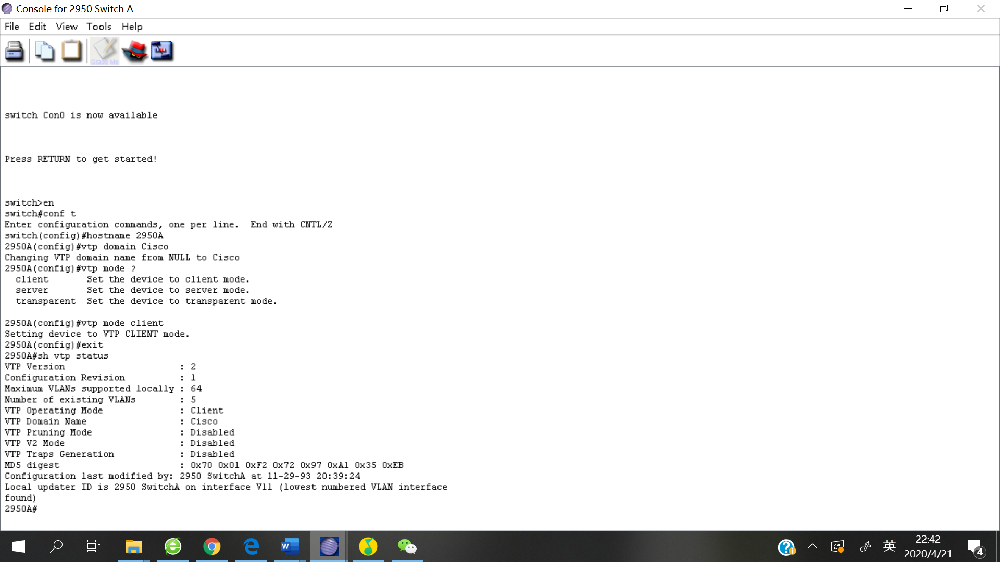 Console for 2950 Switch A
File Edit View Tools Help
Grade Me
switch Con0 is now available
Press RETURN to get started!
switch>en
switch#conf t
Enter configuration commands, one per line.  End with CNTL/Z
switch(config)#hostname 2950A
2950A(config)#vtp domain Cisco
Changing VTP domain name from NULL to Cisco
2950A(config)#vtp mode ?
  client       Set the device to client mode.
  server       Set the device to server mode.
  transparent  Set the device to transparent mode.
2950A(config)#vtp mode client
Setting device to VTP CLIENT mode.
2950A(config)#exit
2950A#sh vtp status
VTP Version                     : 2
Configuration Revision          : 1
Maximum VLANs supported locally : 64
Number of existing VLANs        : 5
VTP Operating Mode              : Client
VTP Domain Name                 : Cisco
VTP Pruning Mode                : Disabled
VTP V2 Mode                     : Disabled
VTP Traps Generation            : Disabled
MD5 digest                      : 0x70 0x01 0xF2 0x72 0x97 0xA1 0x35 0xEB
Configuration last modified by: 2950 SwitchA at 11-29-93 20:39:24
Local updater ID is 2950 SwitchA on interface Vl1 (lowest numbered VLAN interface
found)
2950A#
英
22:42
2020/4/21
4